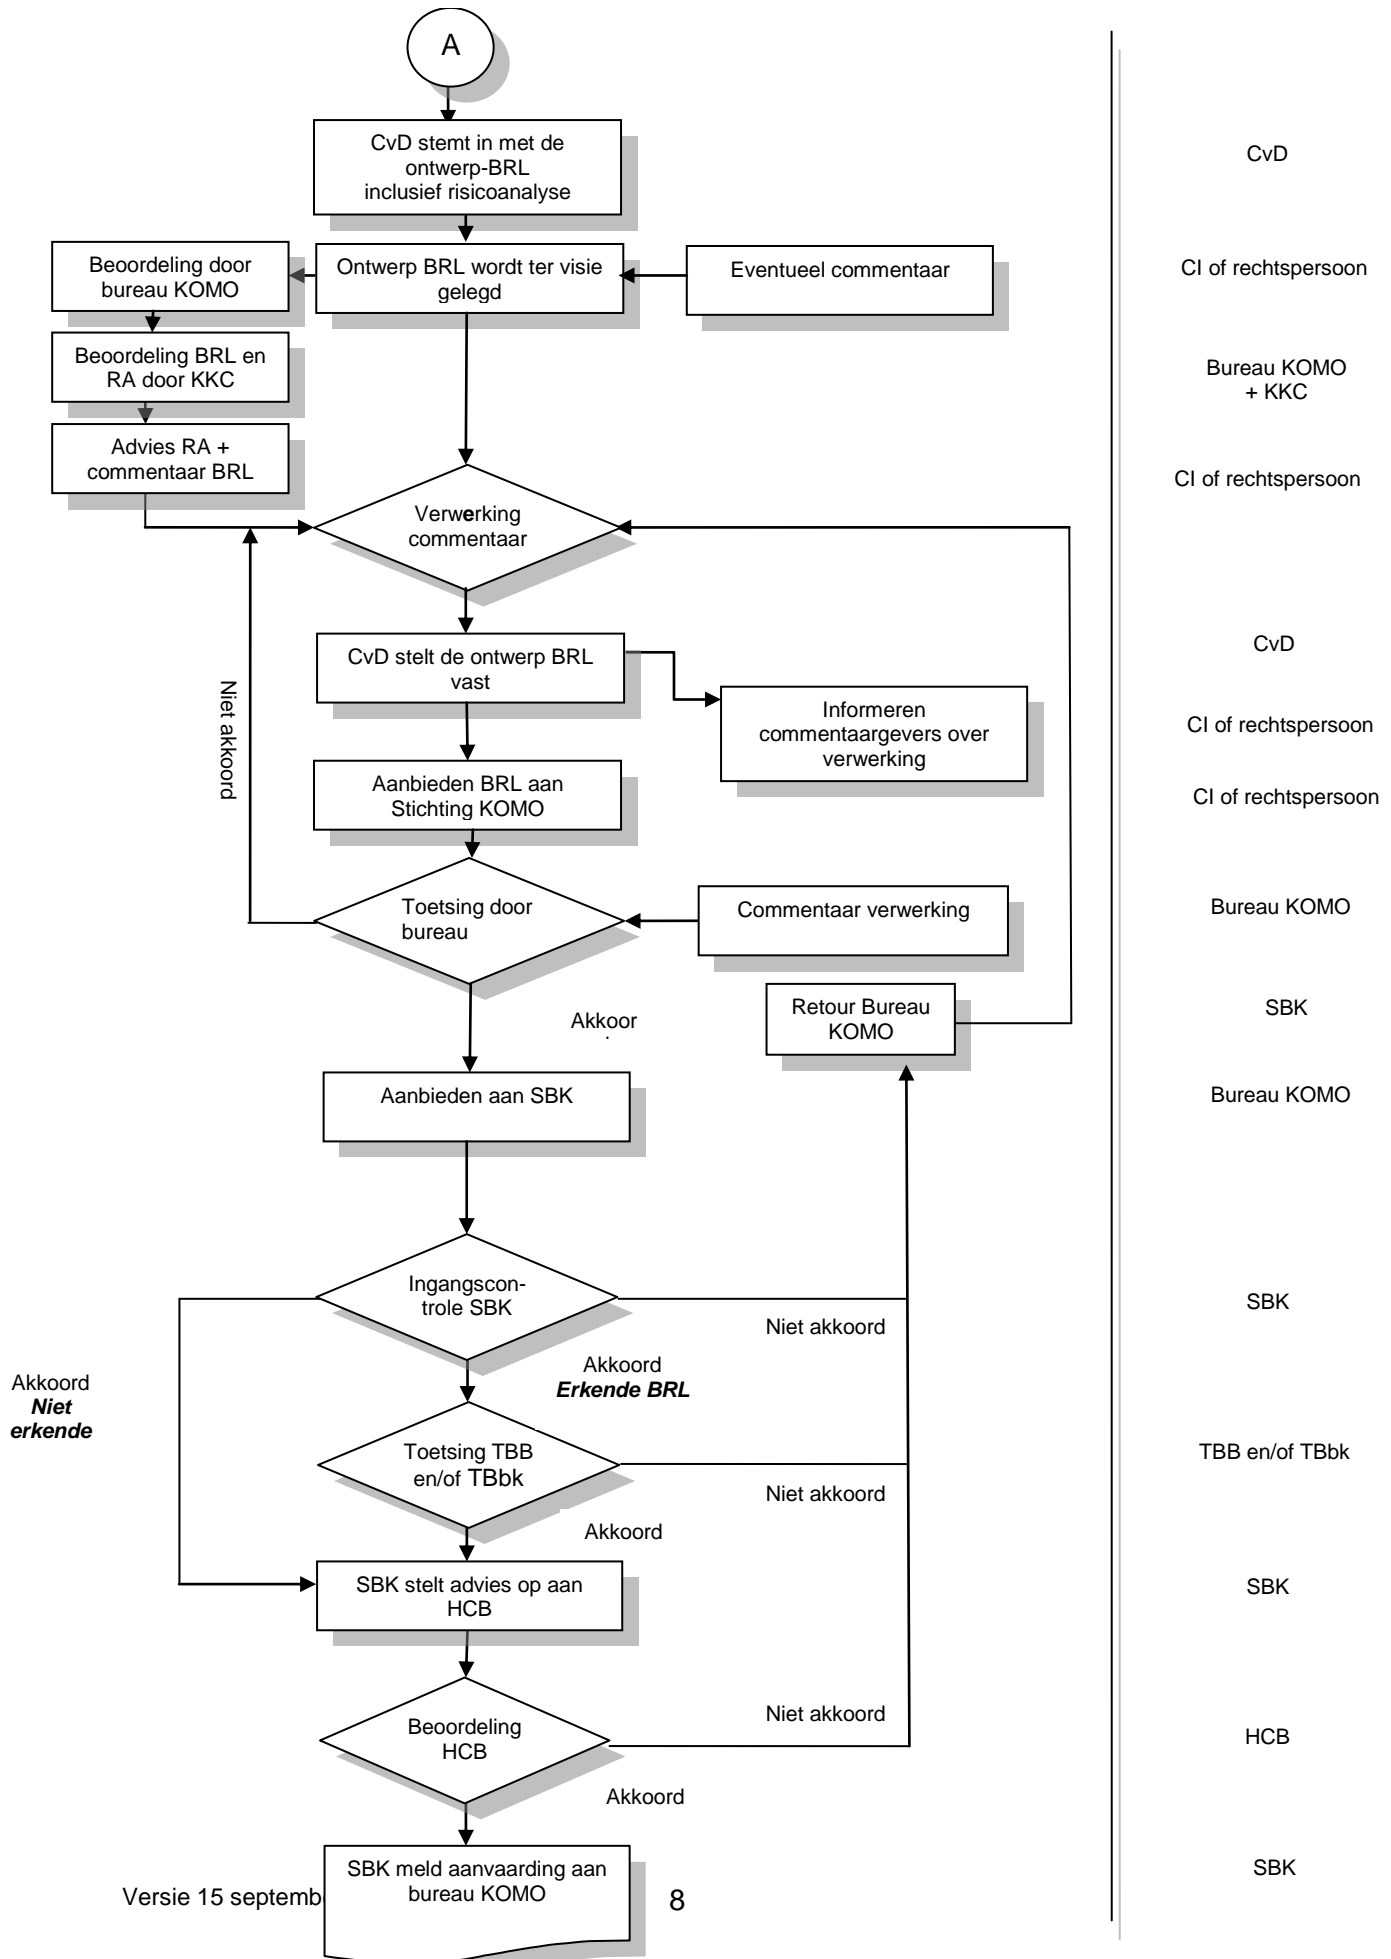 A
CvD stemt in met de
ontwerp-BRL
inclusief risicoanalyse
CvD
Beoordeling door
bureau KOMO
Ontwerp BRL wordt ter visie
gelegd
Eventueel commentaar
CI of rechtspersoon
Beoordeling BRL en
RA door KKC
Bureau KOMO
+ KKC
Advies RA +
commentaar BRL
CI of rechtspersoon
Verwerking
commentaar
CvD stelt de ontwerp BRL
vast
CvD
Niet akkoord
Informeren
commentaargevers over
verwerking
CI of rechtspersoon
Aanbieden BRL aan
Stichting KOMO
CI of rechtspersoon
Toetsing door
bureau
Commentaar verwerking
Bureau KOMO
Akkoor
Retour Bureau
KOMO
SBK
Aanbieden aan SBK
Bureau KOMO
Ingangscon-
trole SBK
Niet akkoord
SBK
Akkoord
Niet
erkende
Akkoord
Erkende BRL
Toetsing TBB
en/of TBbk
Niet akkoord
TBB en/of TBbk
Akkoord
SBK stelt advies op aan
HCB
SBK
Beoordeling
HCB
Niet akkoord
HCB
Akkoord
SBK meld aanvaarding aan
bureau KOMO
SBK
Versie 15 septemb
8